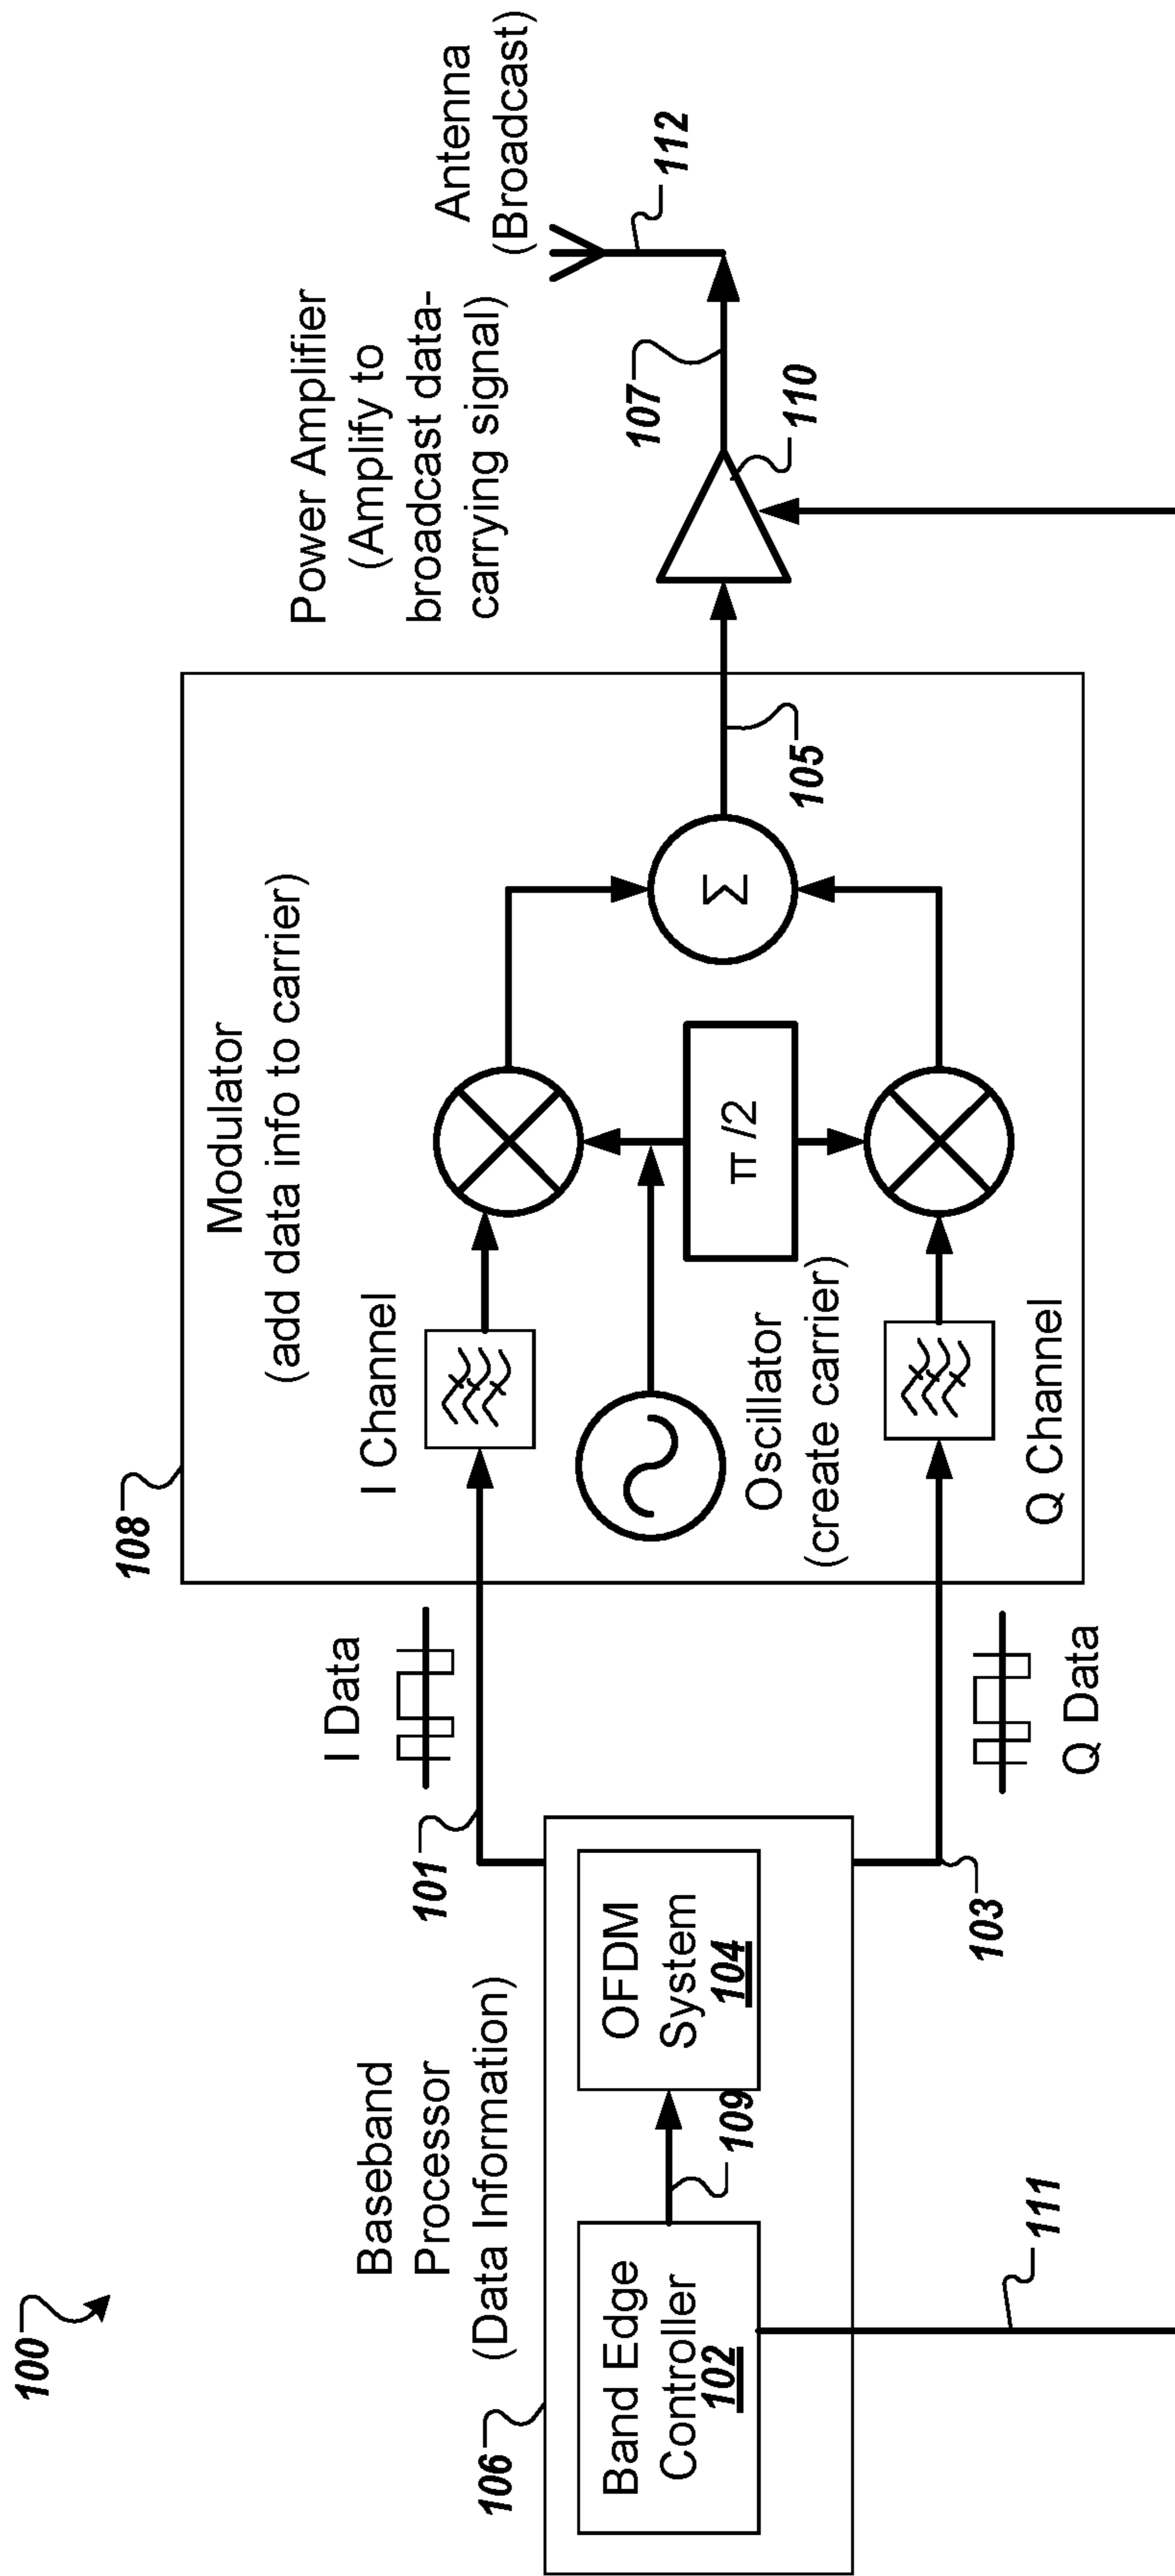 100
106
Baseband
Processor
(Data Information)
Band Edge
Controller
102
109
OFDM
System
104
111
101
103
I Data
Q Data
108
Modulator
(add data info to carrier)
I Channel
Oscillator
(create carrier)
Q Channel
π /2
Σ
105
Power Amplifier
(Amplify to
broadcast data-
carrying signal)
107
110
Antenna
(Broadcast)
112